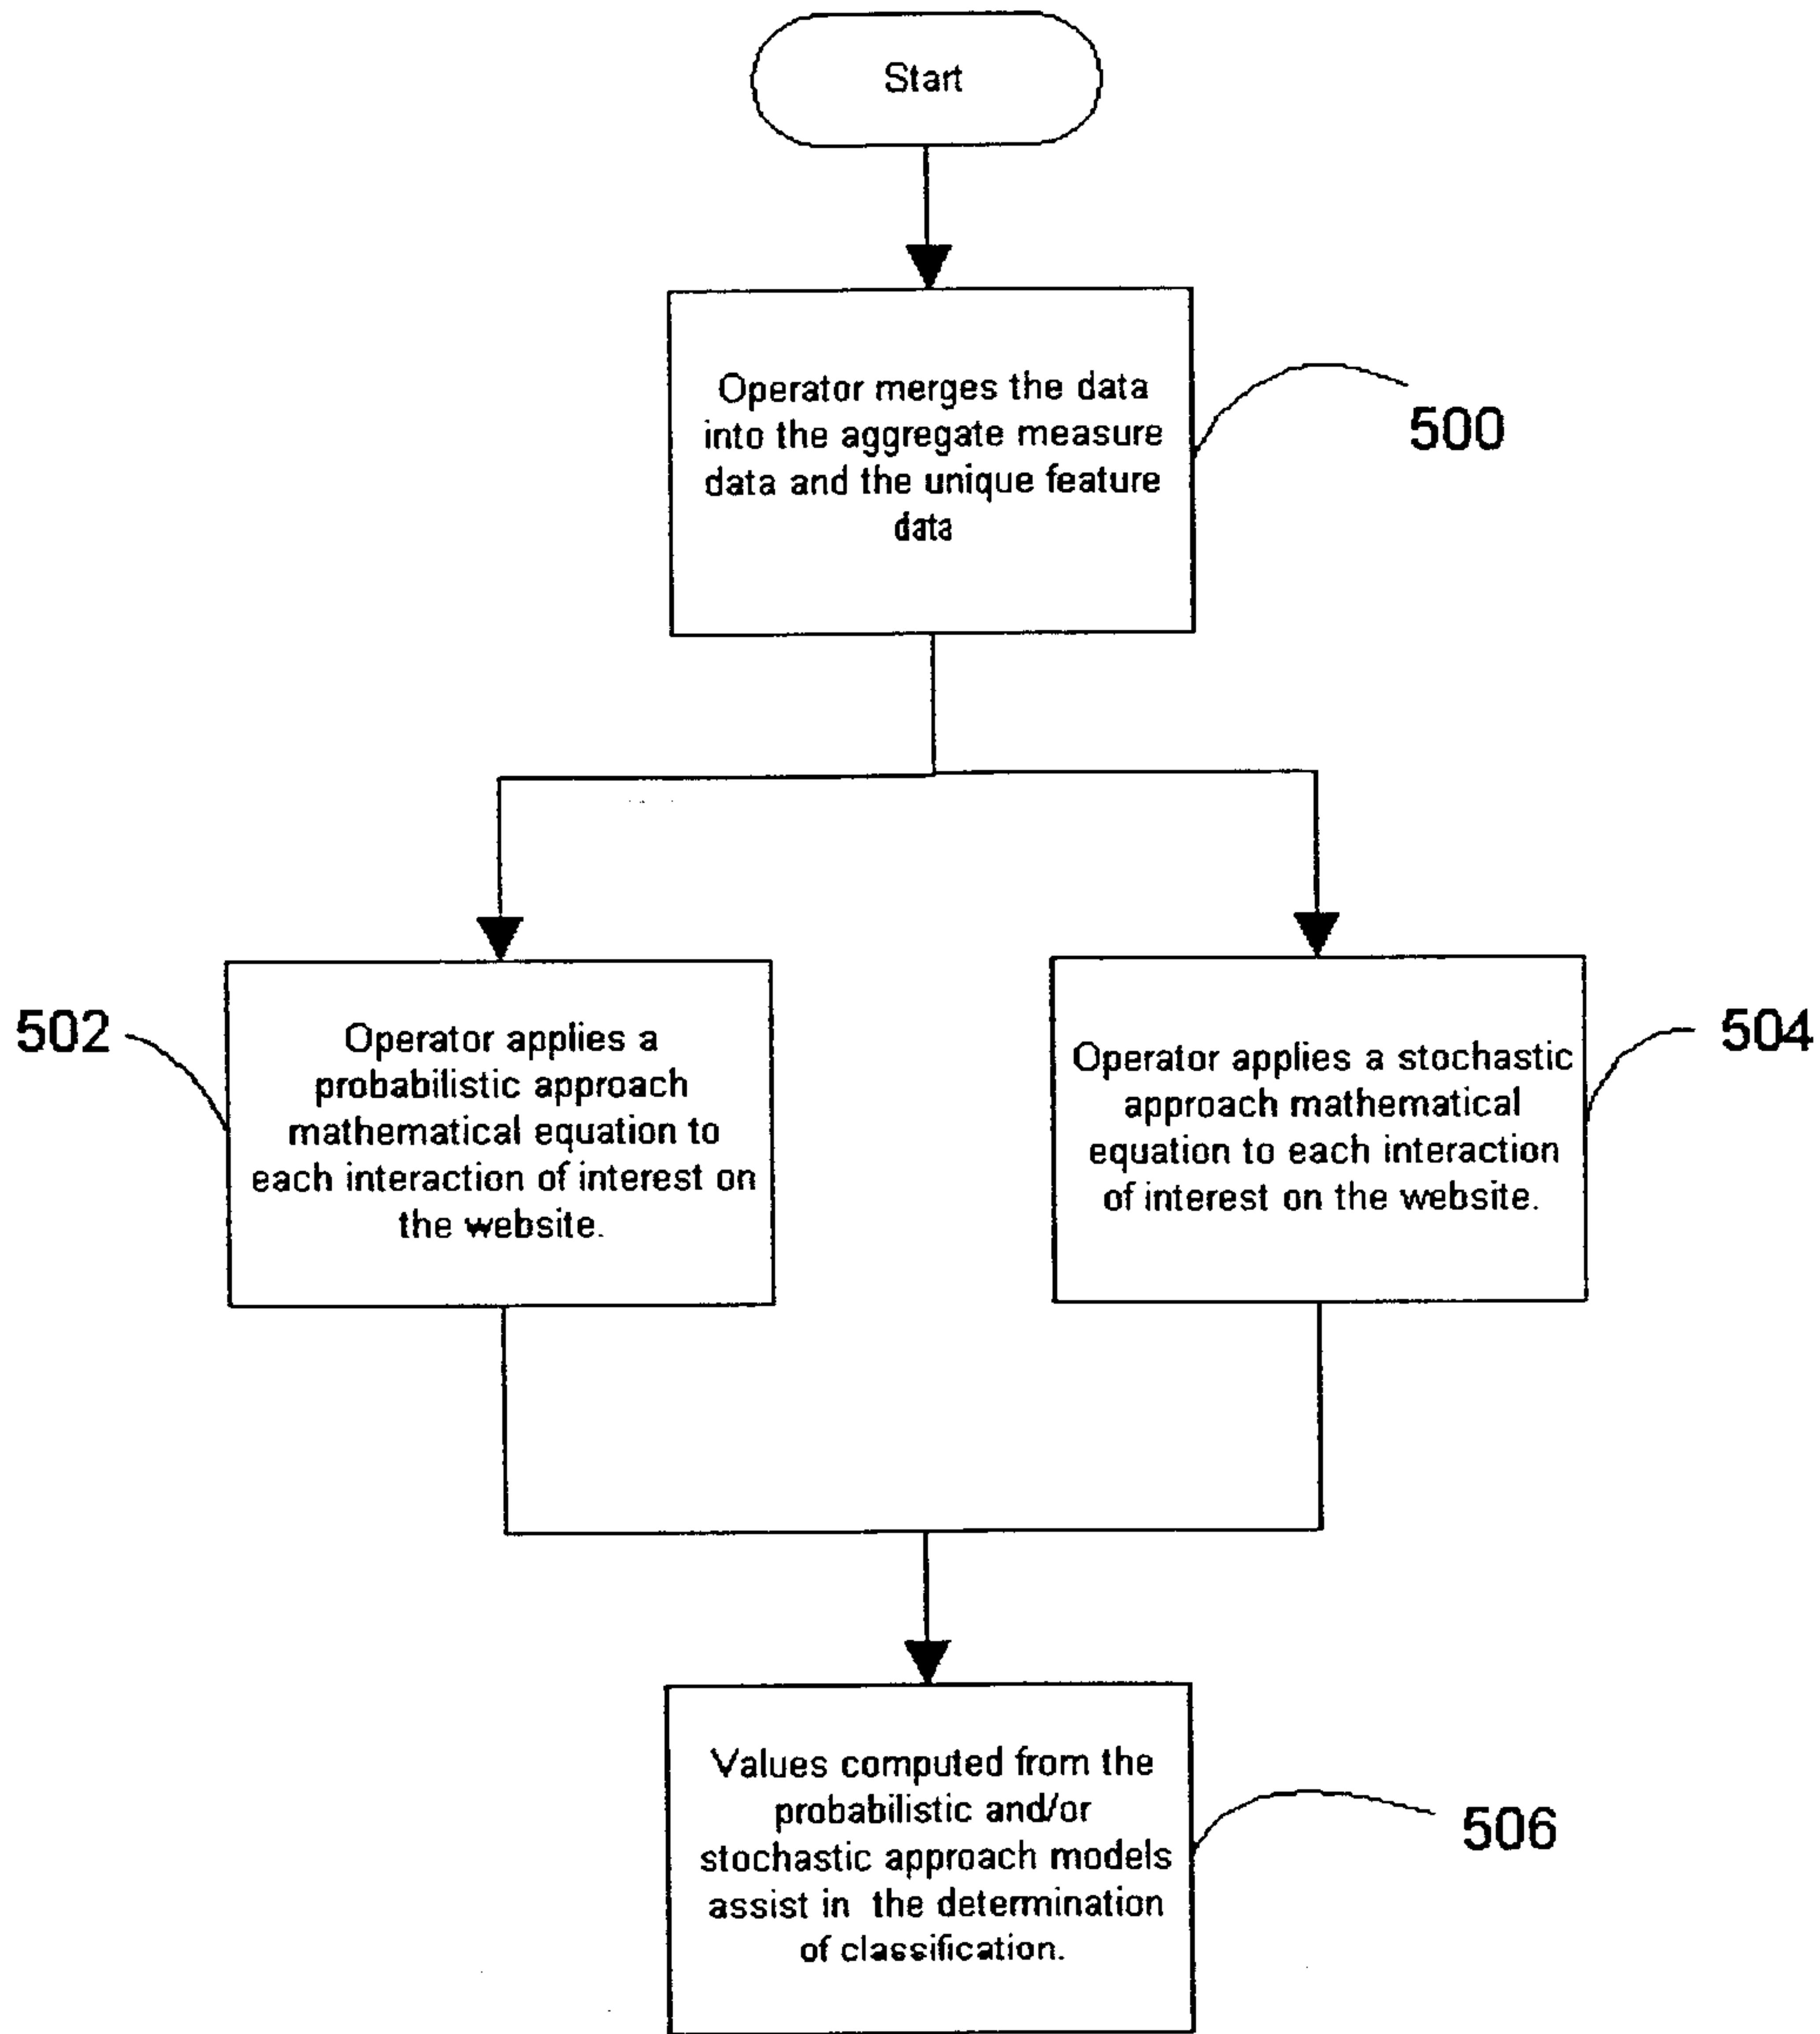 Start
Operator merges the data
into the aggregate measure
data and the unique feature
data
500
502
Operator applies a
probabilistic approach
mathematical equation to
each interaction of interest on
the website.
Operator applies a stochastic
approach mathematical
equation to each interaction
of interest on the website.
504
Values computed from the
probabilistic and/or
stochastic approach models
assist in the determination
of classification.
506